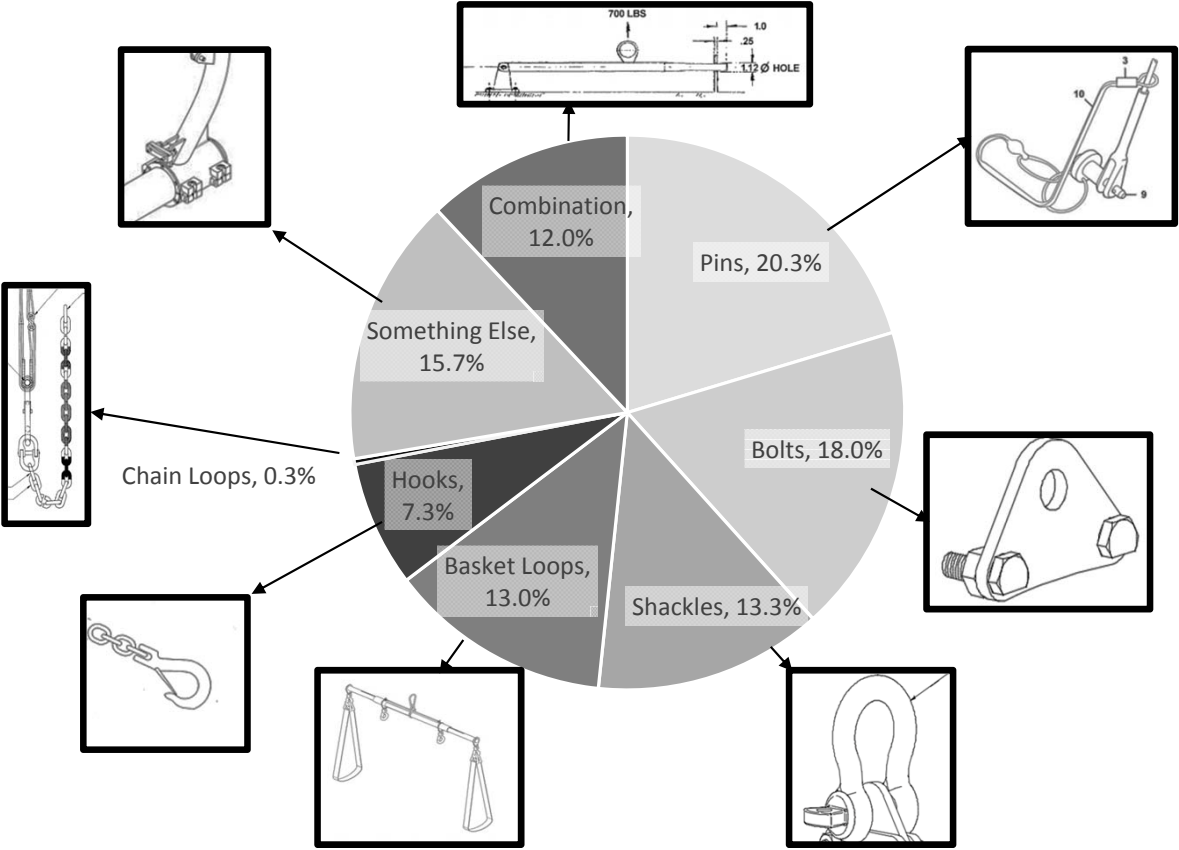 700 LBS
1.0
.25
1.12 Ø HOLE
3
10
9
Combination,
12.0%
Pins, 20.3%
Something Else,
15.7%
Bolts, 18.0%
Chain Loops, 0.3%
Hooks,
7.3%
Basket Loops,
13.0%
Shackles, 13.3%